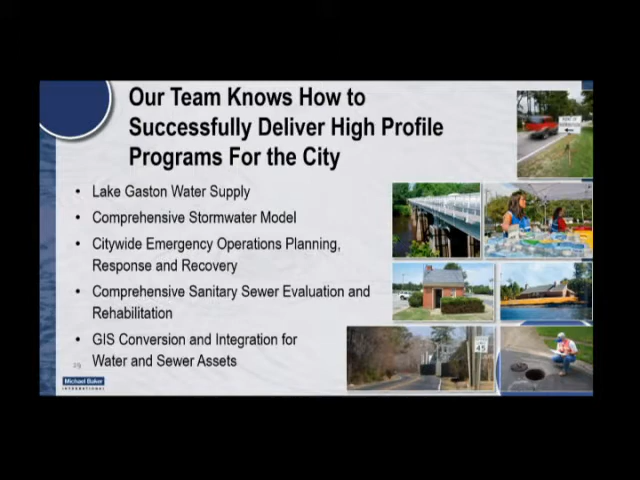 Our Team Knows How to
Successfully Deliver High Profile
Programs For the City
• Lake Gaston Water Supply
• Comprehensive Stormwater Model
• Citywide Emergency Operations Planning,
Response and Recovery
• Comprehensive Sanitary Sewer Evaluation and
Rehabilitation
• GIS Conversion and Integration for
Water and Sewer Assets
Michael Baker
INTERNATIONAL
45